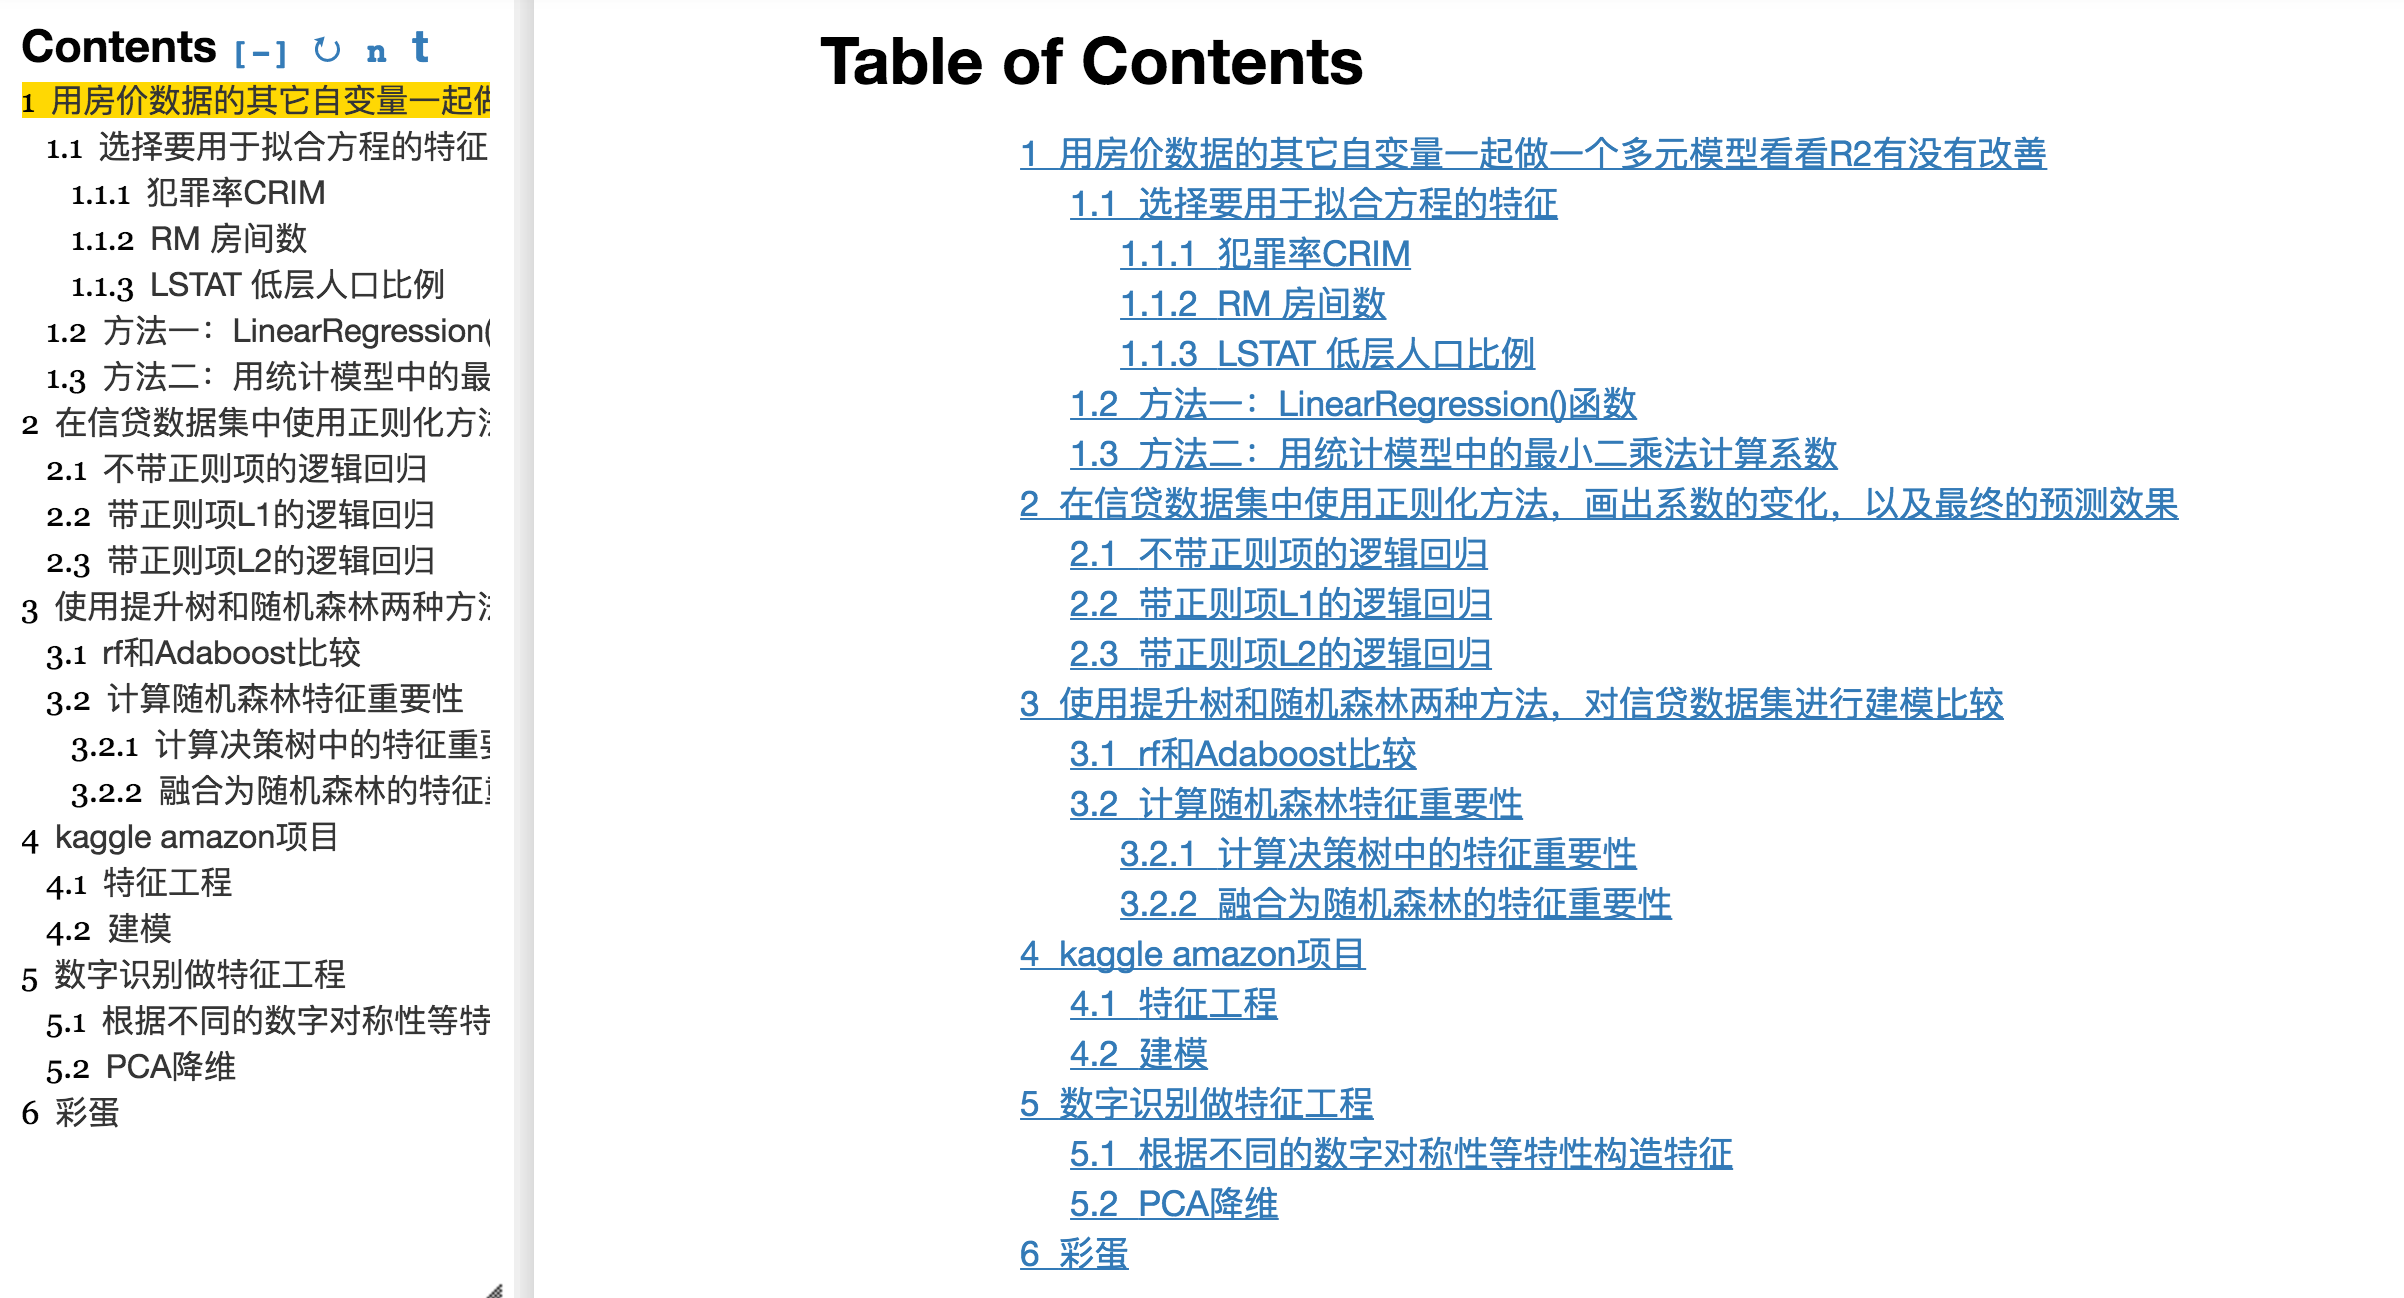 Contents [-] ↻ n t
1 用房价数据的其它自变量一起做
1.1 选择要用于拟合方程的特征
1.1.1 犯罪率CRIM
1.1.2 RM 房间数
1.1.3 LSTAT 低层人口比例
1.2 方法一：LinearRegression(
1.3 方法二：用统计模型中的最
2 在信贷数据集中使用正则化方法
2.1 不带正则项的逻辑回归
2.2 带正则项L1的逻辑回归
2.3 带正则项L2的逻辑回归
3 使用提升树和随机森林两种方法
3.1 rf和Adaboost比较
3.2 计算随机森林特征重要性
3.2.1 计算决策树中的特征重要
3.2.2 融合为随机森林的特征重
4 kaggle amazon项目
4.1 特征工程
4.2 建模
5 数字识别做特征工程
5.1 根据不同的数字对称性等特
5.2 PCA降维
6 彩蛋
Table of Contents
1 用房价数据的其它自变量一起做一个多元模型看看R2有没有改善
1.1 选择要用于拟合方程的特征
1.1.1 犯罪率CRIM
1.1.2 RM 房间数
1.1.3 LSTAT 低层人口比例
1.2 方法一：LinearRegression()函数
1.3 方法二：用统计模型中的最小二乘法计算系数
2 在信贷数据集中使用正则化方法，画出系数的变化，以及最终的预测效果
2.1 不带正则项的逻辑回归
2.2 带正则项L1的逻辑回归
2.3 带正则项L2的逻辑回归
3 使用提升树和随机森林两种方法，对信贷数据集进行建模比较
3.1 rf和Adaboost比较
3.2 计算随机森林特征重要性
3.2.1 计算决策树中的特征重要性
3.2.2 融合为随机森林的特征重要性
4 kaggle amazon项目
4.1 特征工程
4.2 建模
5 数字识别做特征工程
5.1 根据不同的数字对称性等特性构造特征
5.2 PCA降维
6 彩蛋